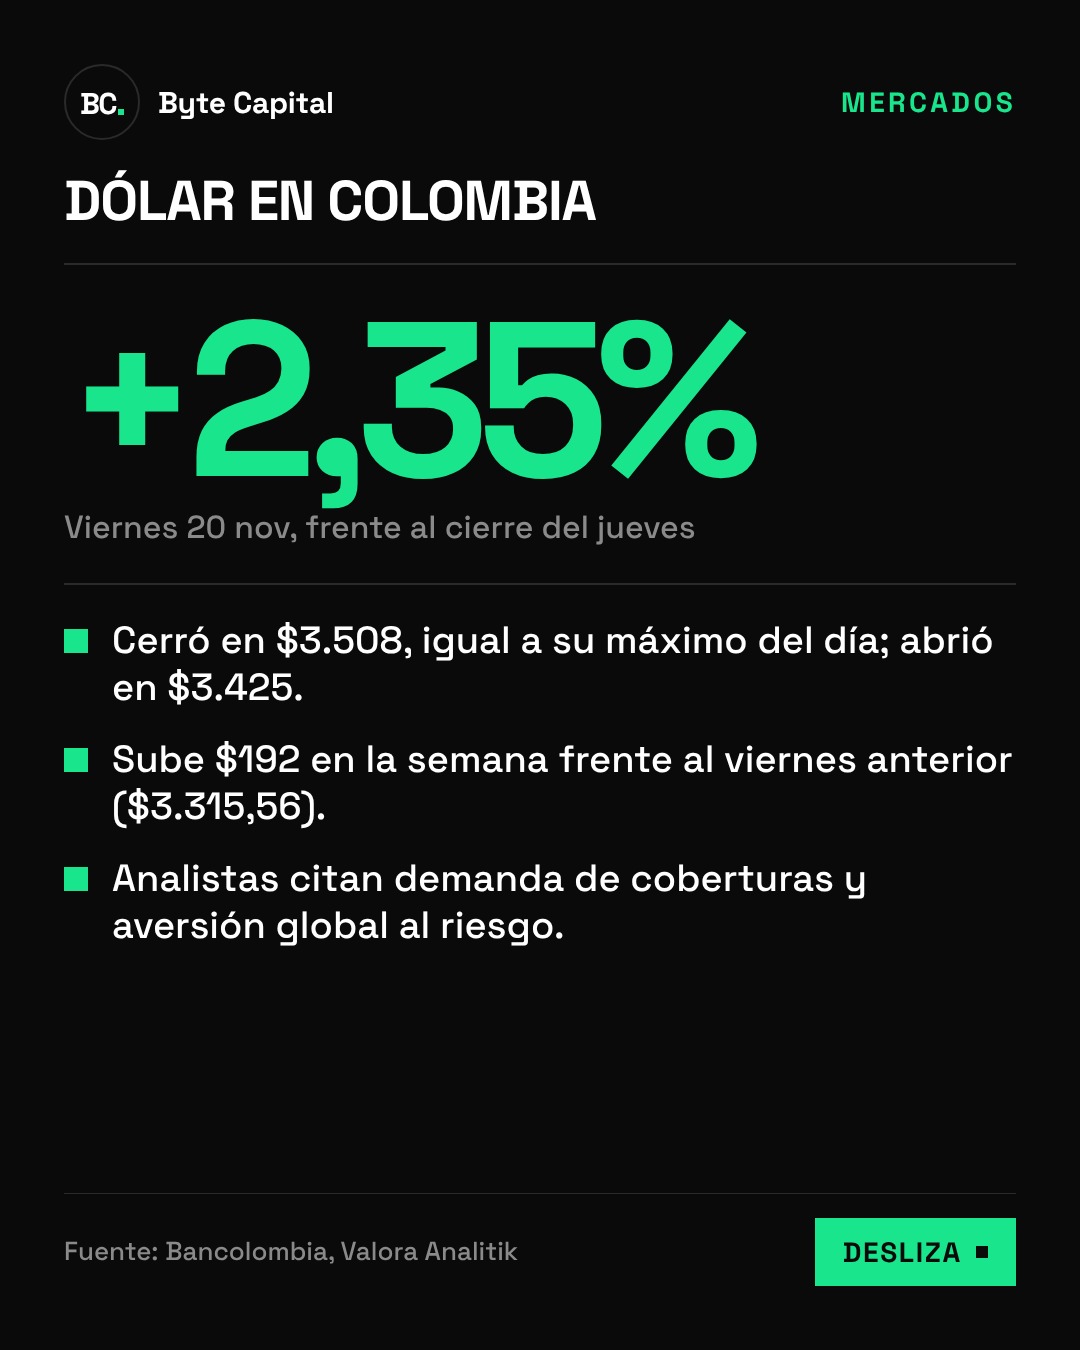 BC.
Byte Capital
MERCADOS
DÓLAR EN COLOMBIA
+2,35%
Viernes 20 nov, frente al cierre del jueves
Cerró en $3.508, igual a su máximo del día; abrió
en $3.425.
Sube $192 en la semana frente al viernes anterior
($3.315,56).
Analistas citan demanda de coberturas y
aversión global al riesgo.
Fuente: Bancolombia, Valora Analitik
DESLIZA